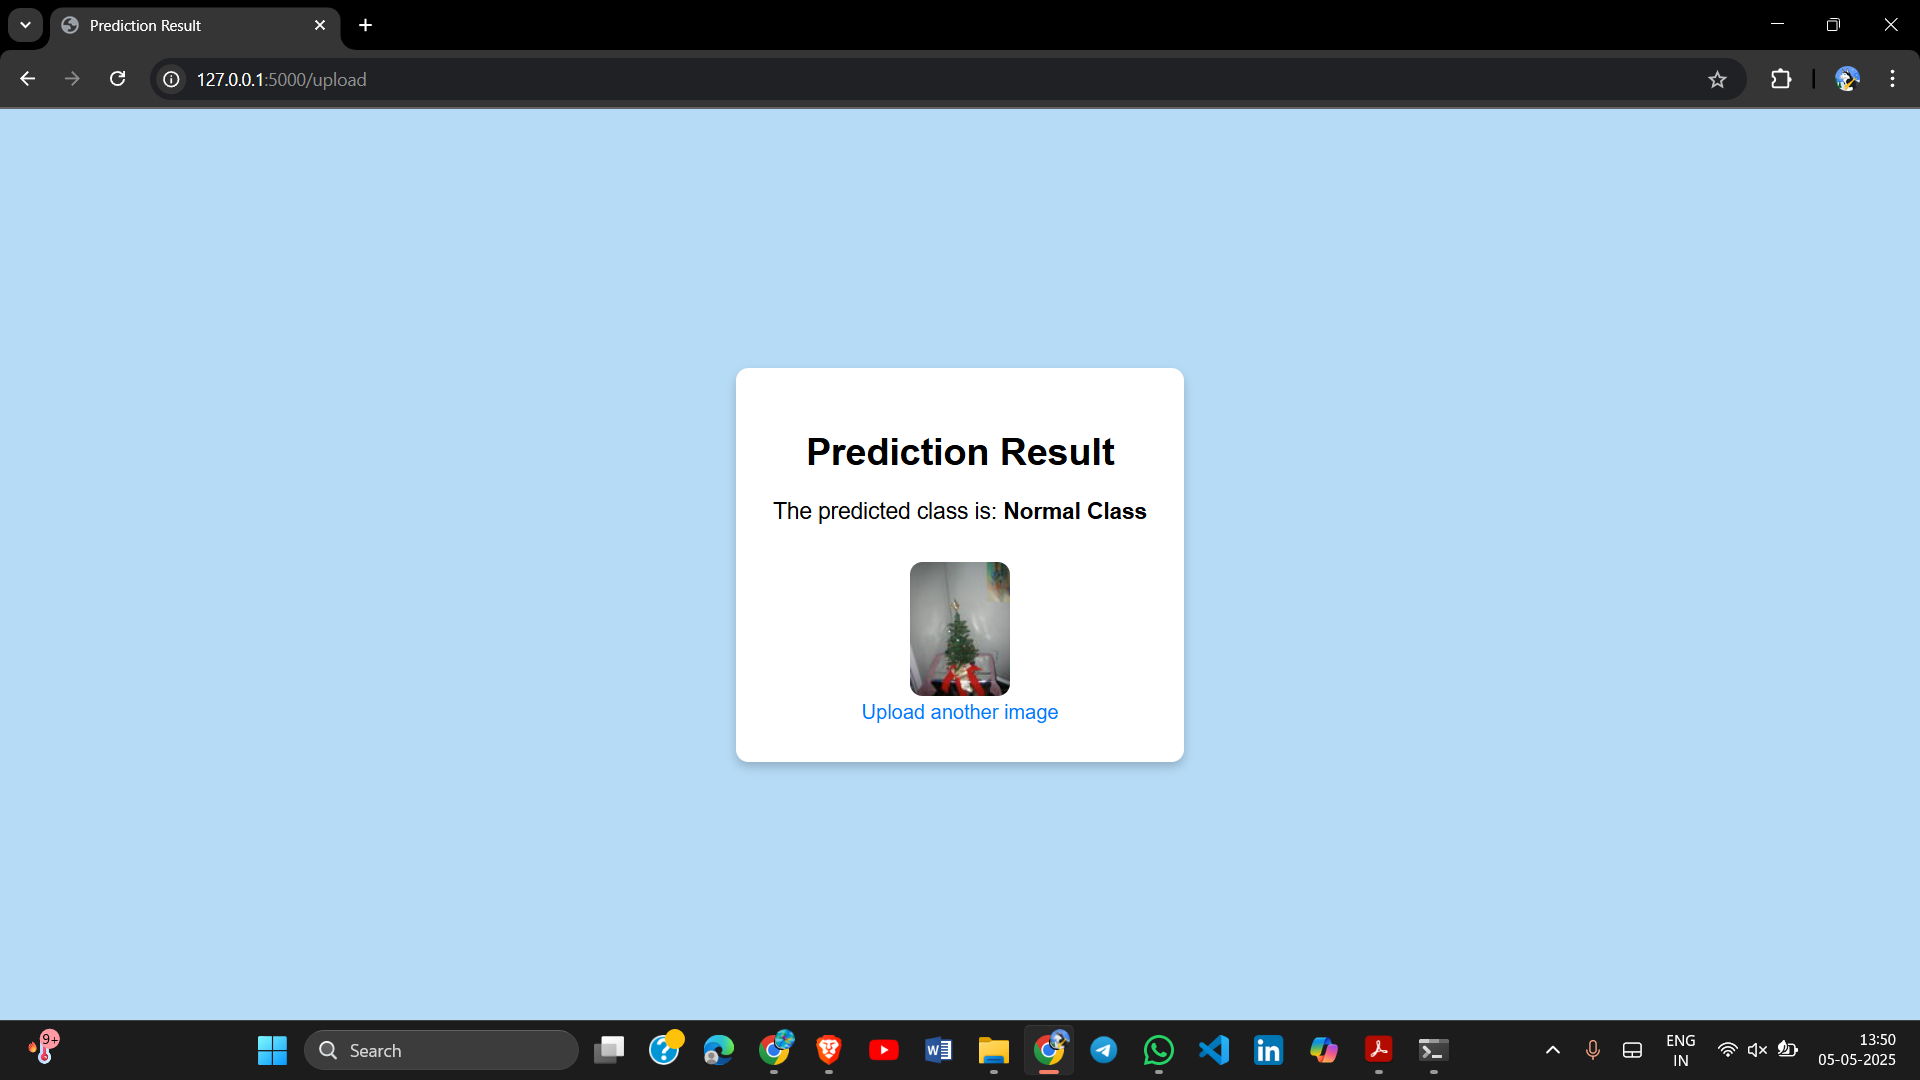 Prediction Result
127.0.0.1:5000/upload
Prediction Result
The predicted class is: Normal Class
Upload another image
9+
Search
ENG
IN
13:50
05-05-2025